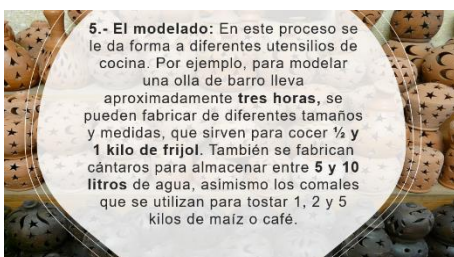 5.- El modelado: En este proceso se
le da forma a diferentes utensilios de
cocina. Por ejemplo, para modelar
una olla de barro lleva
aproximadamente tres horas, se
pueden fabricar de diferentes tamaños
y medidas, que sirven para cocer ½ y
1 kilo de frijol. También se fabrican
cántaros para almacenar entre 5 y 10
litros de agua, asimismo los comales
que se utilizan para tostar 1, 2 y 5
kilos de maíz o café.